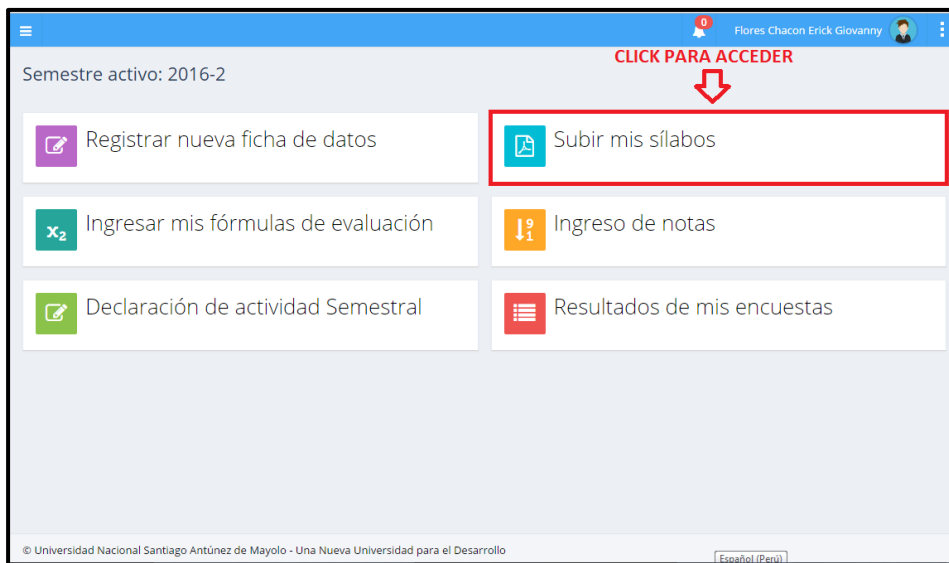 0
Flores Chacon Erick Giovanny
CLICK PARA ACCEDER
Semestre activo: 2016-2
Registrar nueva ficha de datos
Subir mis sílabos
x₂
Ingresar mis fórmulas de evaluación
9
1
Ingreso de notas
Declaración de actividad Semestral
Resultados de mis encuestas
© Universidad Nacional Santiago Antúnez de Mayolo - Una Nueva Universidad para el Desarrollo
Español (Perú)